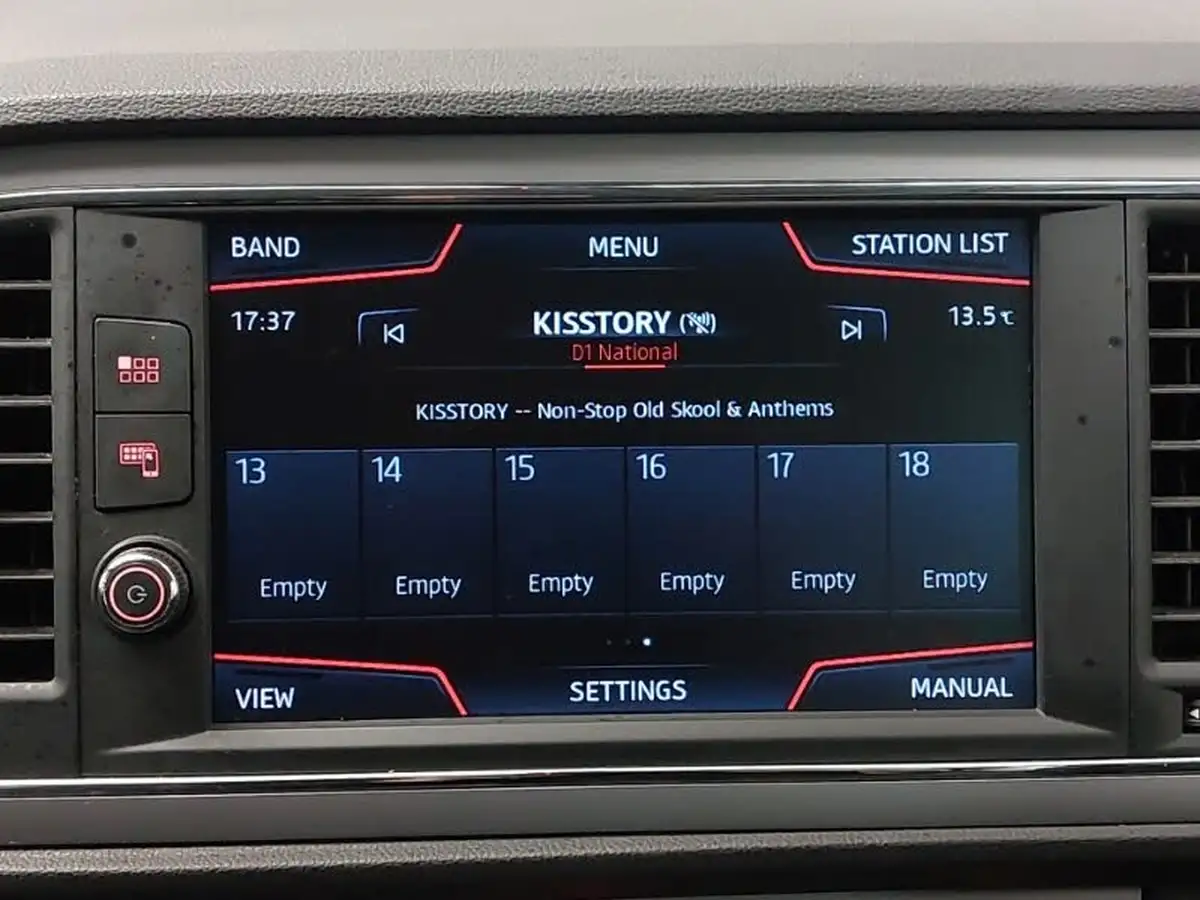 BAND MENU STATION LIST
17:37 KISSTORY 13.5℃
D1 National
KISSTORY -- Non-Stop Old Skool & Anthems
13 14 15 16 17 18
Empty Empty Empty Empty Empty Empty
VIEW SETTINGS MANUAL